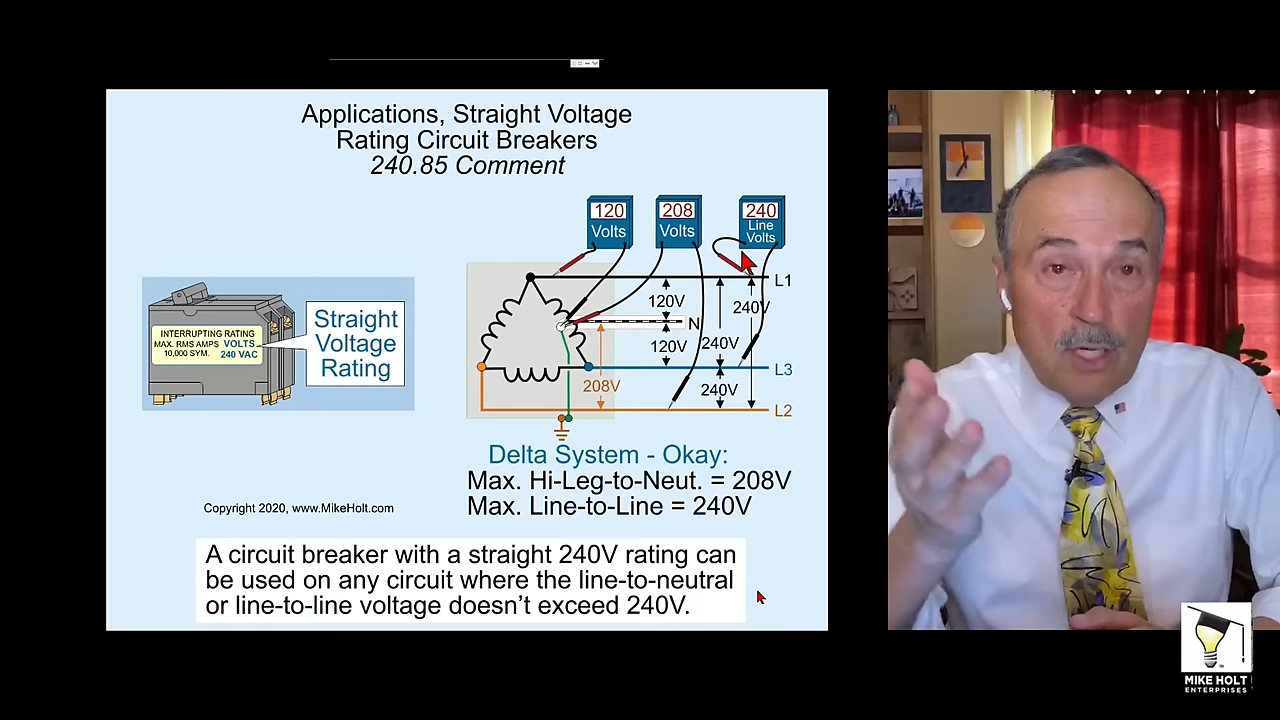 Applications, Straight Voltage
Rating Circuit Breakers
240.85 Comment
120
Volts
208
Volts
240
Line
Volts
L1
120V
240V
N
INTERRUPTING RATING
MAX. RMS AMPS VOLTS
10,000 SYM. 240 VAC
Straight
Voltage
Rating
120V
240V
L3
208V
240V
L2
Delta System - Okay:
Max. Hi-Leg-to-Neut. = 208V
Max. Line-to-Line = 240V
Copyright 2020, www.MikeHolt.com
A circuit breaker with a straight 240V rating can
be used on any circuit where the line-to-neutral
or line-to-line voltage doesn't exceed 240V.
MIKE HOLT
ENTERPRISES